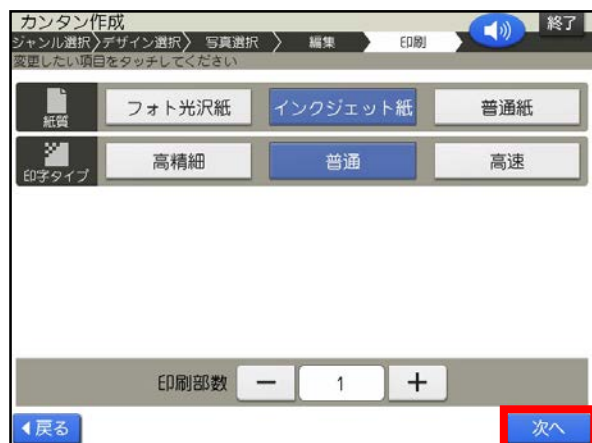 カンタン作成
終了
ジャンル選択〉デザイン選択〉 写真選択 〉 編集 印刷
変更したい項目をタッチしてください
紙質 フォト光沢紙 インクジェット紙 普通紙
印字タイプ 高精細 普通 高速
印刷部数 − 1 +
戻る 次へ